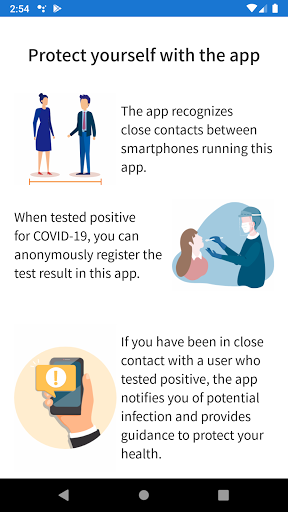 2:54
Protect yourself with the app
The app recognizes
close contacts between
smartphones running this
app.
When tested positive
for COVID-19, you can
anonymously register the
test result in this app.
If you have been in close
contact with a user who
tested positive, the app
notifies you of potential
infection and provides
guidance to protect your
health.